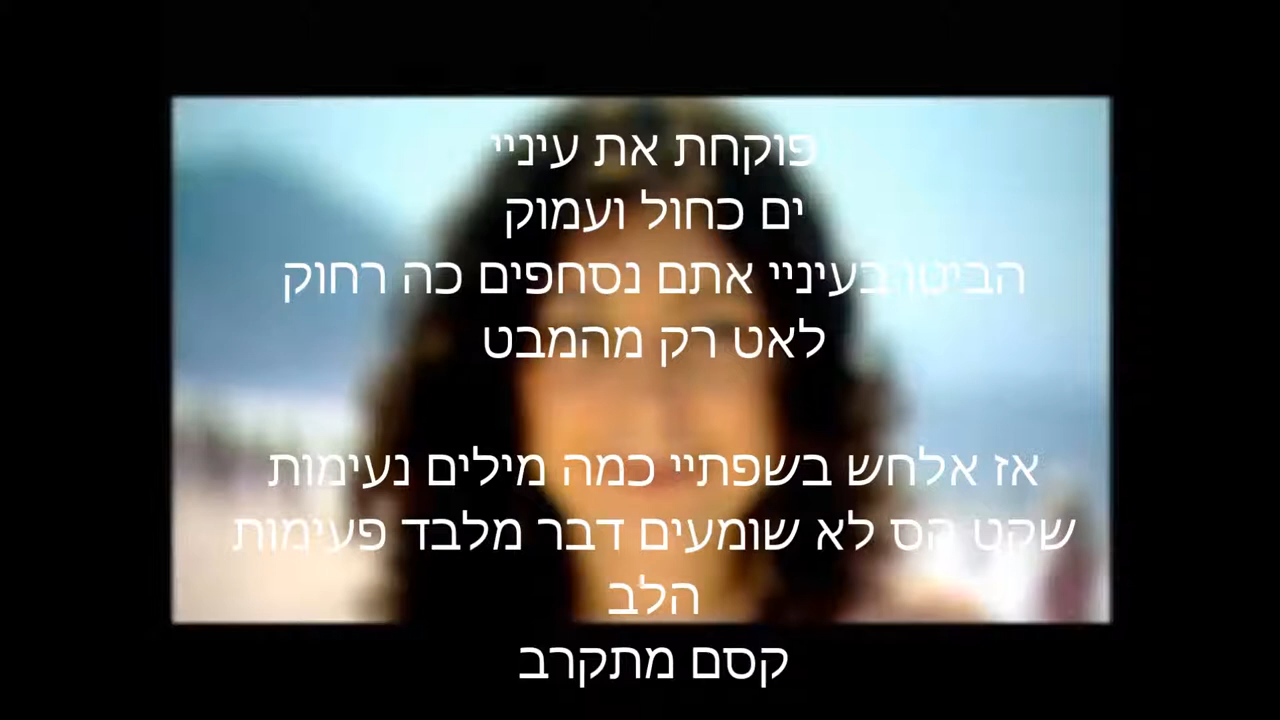 פוקחת את עיניי
ים כחול ועמוק
הביטו בעיניי אתם נסחפים כה רחוק
לאט רק מהמבט
אז אלחש בשפתיי כמה מילים נעימות
שקט הס לא שומעים דבר מלבד פעימות
הלב
קסם מתקרב